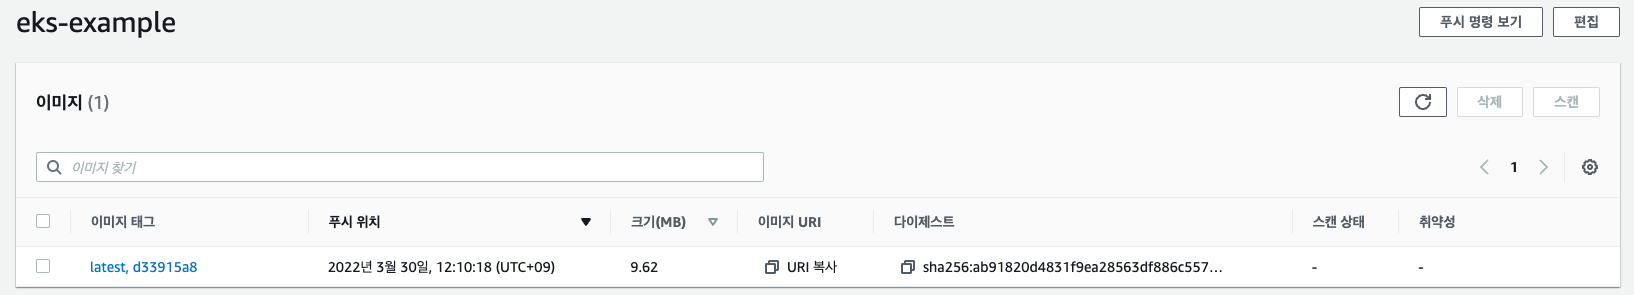 eks-example
푸시 명령 보기
편집
이미지 (1)
삭제
스캔
이미지 찾기
1
이미지 태그
푸시 위치
크기(MB)
이미지 URI
다이제스트
스캔 상태
취약성
latest, d33915a8
2022년 3월 30일, 12:10:18 (UTC+09)
9.62
URI 복사
sha256:ab91820d4831f9ea28563df886c557...
-
-